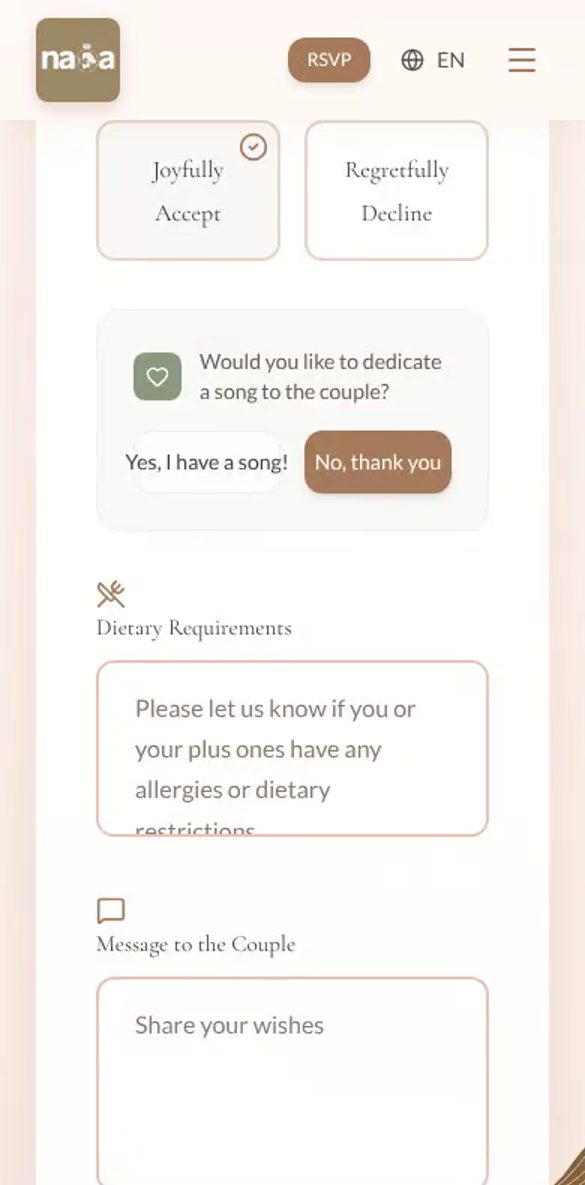 RSVP
EN
Joyfully
Accept
Regretfully
Decline
Would you like to dedicate
a song to the couple?
Yes, I have a song!
No, thank you
Dietary Requirements
Please let us know if you or
your plus ones have any
allergies or dietary
restrictions
Message to the Couple
Share your wishes